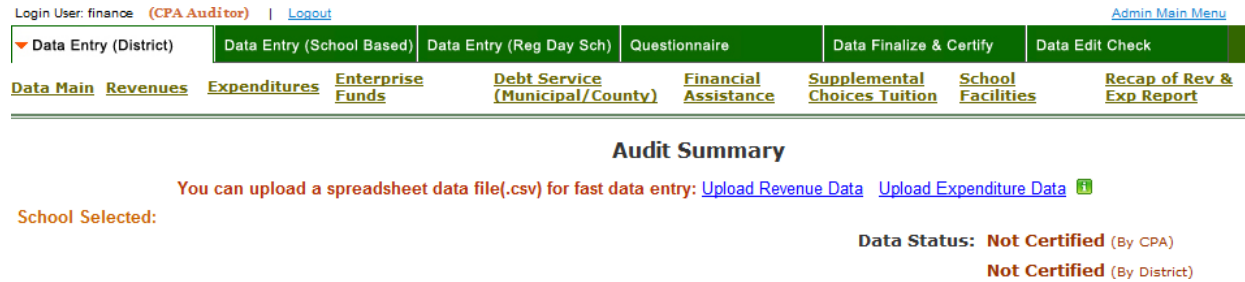 Login User: finance (CPA Auditor) | Logout Admin Main Menu
Data Entry (District) Data Entry (School Based) Data Entry (Reg Day Sch) Questionnaire Data Finalize & Certify Data Edit Check
Data Main Revenues Expenditures Enterprise Funds Debt Service (Municipal/County) Financial Assistance Supplemental Choices Tuition School Facilities Recap of Rev & Exp Report
Audit Summary
You can upload a spreadsheet data file(.csv) for fast data entry: Upload Revenue Data Upload Expenditure Data
School Selected:
Data Status: Not Certified (By CPA)
Not Certified (By District)